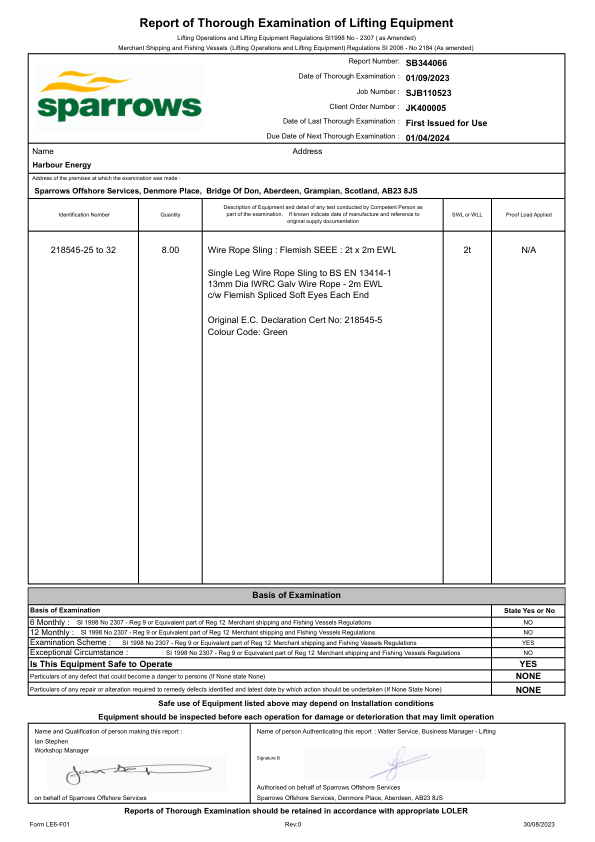 Report of Thorough Examination of Lifting Equipment
Lifting Operations and Lifting Equipment Regulations SI1998 No - 2307 ( as Amended)
Merchant Shipping and Fishing Vessels (Lifting Operations and Lifting Equipment) Regulations SI 2006 - No 2184 (As amended)
sparrows
Report Number: SB344066
Date of Thorough Examination : 01/09/2023
Job Number : SJB110523
Client Order Number : JK400005
Date of Last Thorough Examination : First Issued for Use
Due Date of Next Thorough Examination : 01/04/2024
Name Address
Harbour Energy
Address of the premises at which the examination was made :
Sparrows Offshore Services, Denmore Place, Bridge Of Don, Aberdeen, Grampian, Scotland, AB23 8JS
Identification Number
Quantity
Description of Equipment and detail of any test conducted by Competent Person as
part of the examination. If known indicate date of manufacture and reference to
original supply documentation
SWL or WLL
Proof Load Applied
218545-25 to 32 8.00 Wire Rope Sling : Flemish SEEE : 2t x 2m EWL 2t N/A
Single Leg Wire Rope Sling to BS EN 13414-1
13mm Dia IWRC Galv Wire Rope - 2m EWL
c/w Flemish Spliced Soft Eyes Each End
Original E.C. Declaration Cert No: 218545-5
Colour Code: Green
Basis of Examination
Basis of Examination State Yes or No
6 Monthly : SI 1998 No 2307 - Reg 9 or Equivalent part of Reg 12 Merchant shipping and Fishing Vessels Regulations NO
12 Monthly : SI 1998 No 2307 - Reg 9 or Equivalent part of Reg 12 Merchant shipping and Fishing Vessels Regulations NO
Examination Scheme : SI 1998 No 2307 - Reg 9 or Equivalent part of Reg 12 Merchant shipping and Fishing Vessels Regulations YES
Exceptional Circumstance : SI 1998 No 2307 - Reg 9 or Equivalent part of Reg 12 Merchant shipping and Fishing Vessels Regulations NO
Is This Equipment Safe to Operate YES
Particulars of any defect that could become a danger to persons (If None state None) NONE
Particulars of any repair or alteration required to remedy defects identified and latest date by which action should be undertaken (If None State None) NONE
Safe use of Equipment listed above may depend on Installation conditions
Equipment should be inspected before each operation for damage or deterioration that may limit operation
Name and Qualification of person making this report :
Ian Stephen
Workshop Manager
on behalf of Sparrows Offshore Services
Name of person Authenticating this report : Walter Service, Business Manager - Lifting
Signature B
Authorised on behalf of Sparrows Offshore Services
Sparrows Offshore Services, Denmore Place, Aberdeen, AB23 8JS
Reports of Thorough Examination should be retained in accordance with appropriate LOLER
Form LE6-F01 Rev:0 30/08/2023